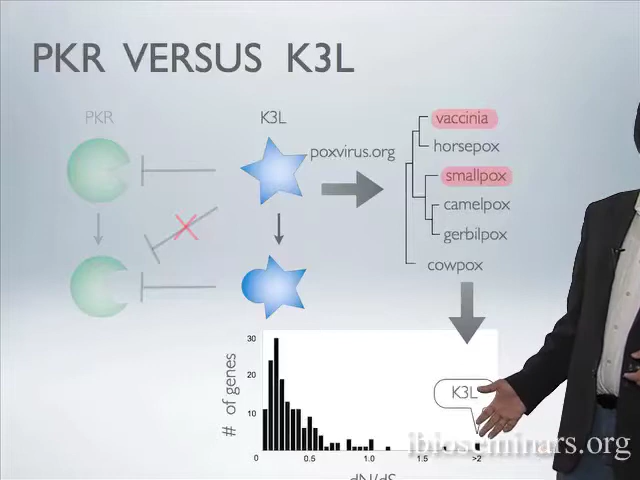 PKR VERSUS K3L
PKR
K3L
poxvirus.org
vaccinia
horsepox
smallpox
camelpox
gerbilpox
cowpox
# of genes
30
20
10
0
0.5
1.0
1.5
>2
K3L
dN/dS
ibioseminars.org